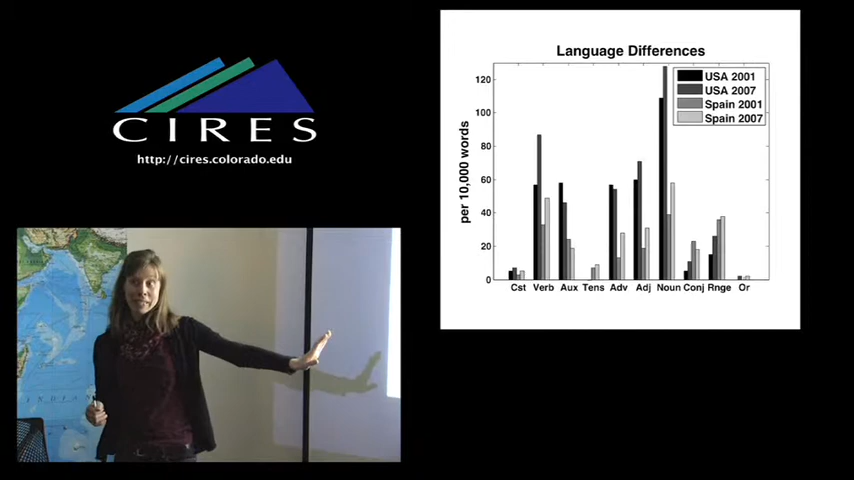 CIRES
http://cires.colorado.edu
INDIAN
Language Differences
USA 2001
USA 2007
Spain 2001
Spain 2007
per 10,000 words
120
100
80
60
40
20
0
Cst Verb Aux Tens Adv Adj Noun Conj Rnge Or